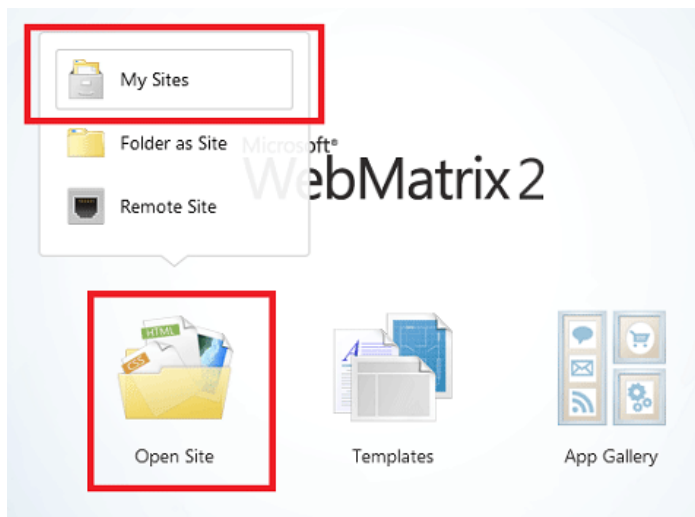 My Sites
Folder as Site
Remote Site
Microsoft®
WebMatrix 2
HTML
CSS
A
Open Site
Templates
App Gallery